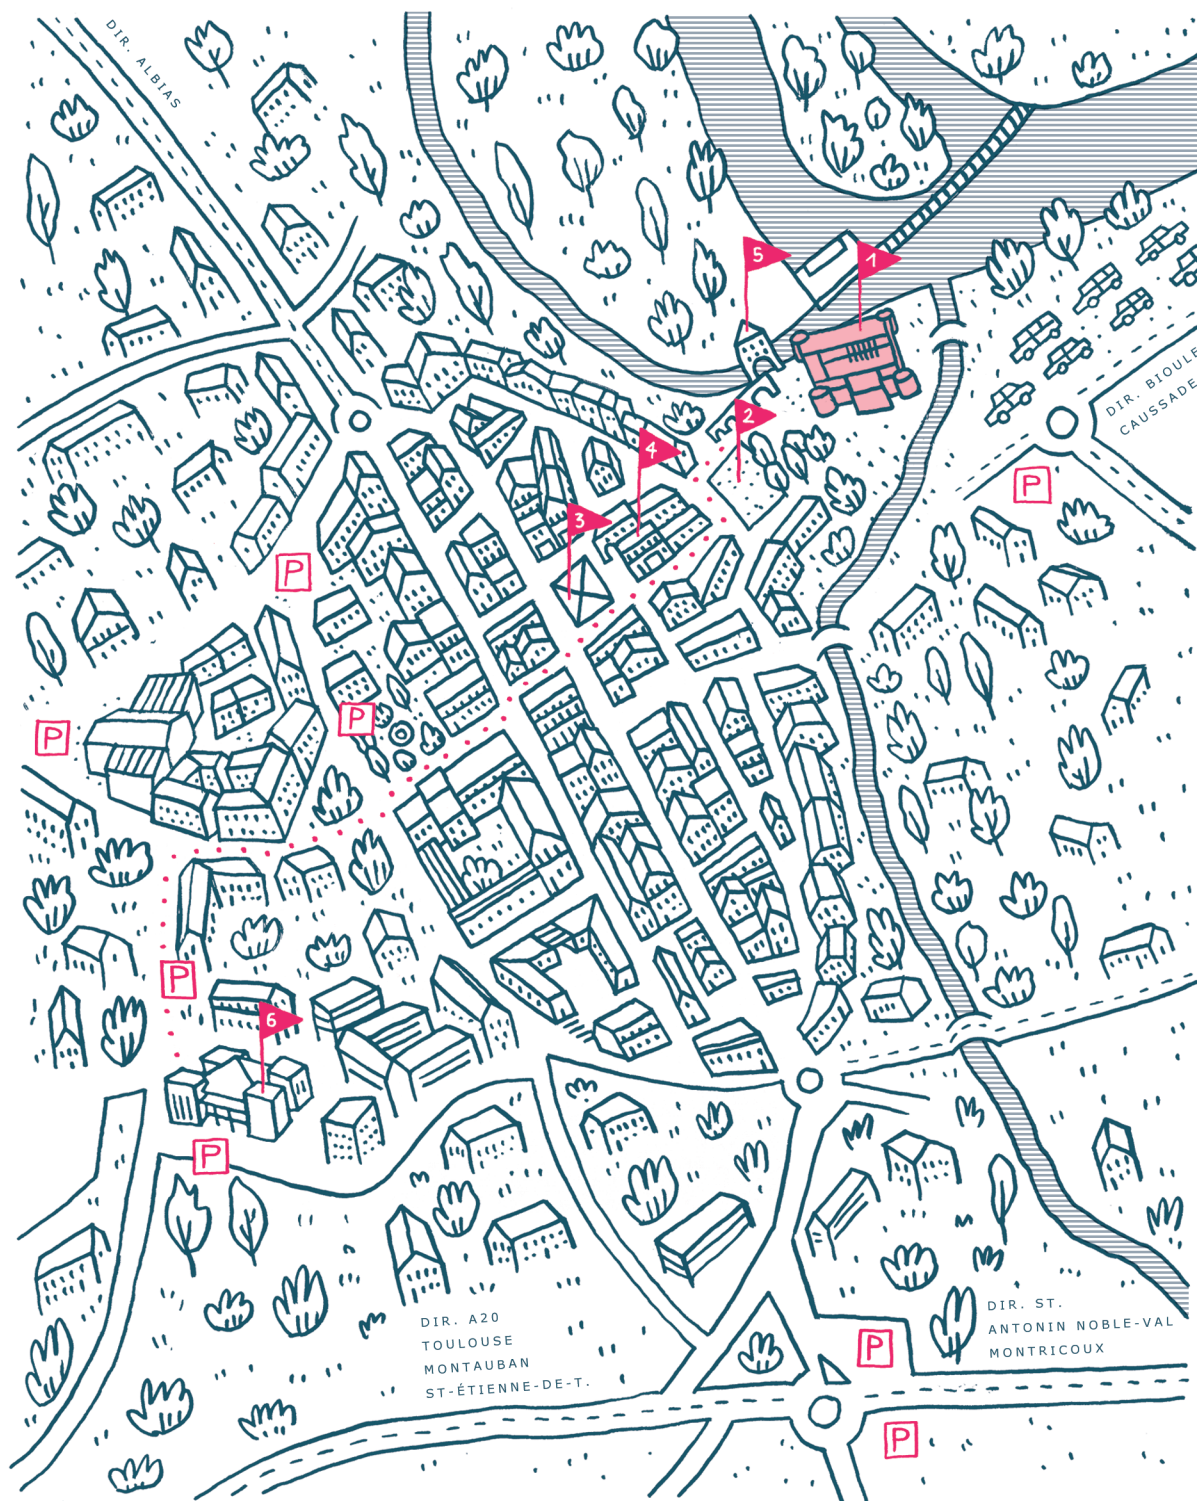 DIR. ALBIAS
5
1
2
4
DIR. BIOULE
CAUSSADE
P
3
P
P
P
P
6
P
DIR. A20
TOULOUSE
MONTAUBAN
ST-ÉTIENNE-DE-T.
DIR. ST.
ANTONIN NOBLE-VAL
MONTRICOUX
P
P